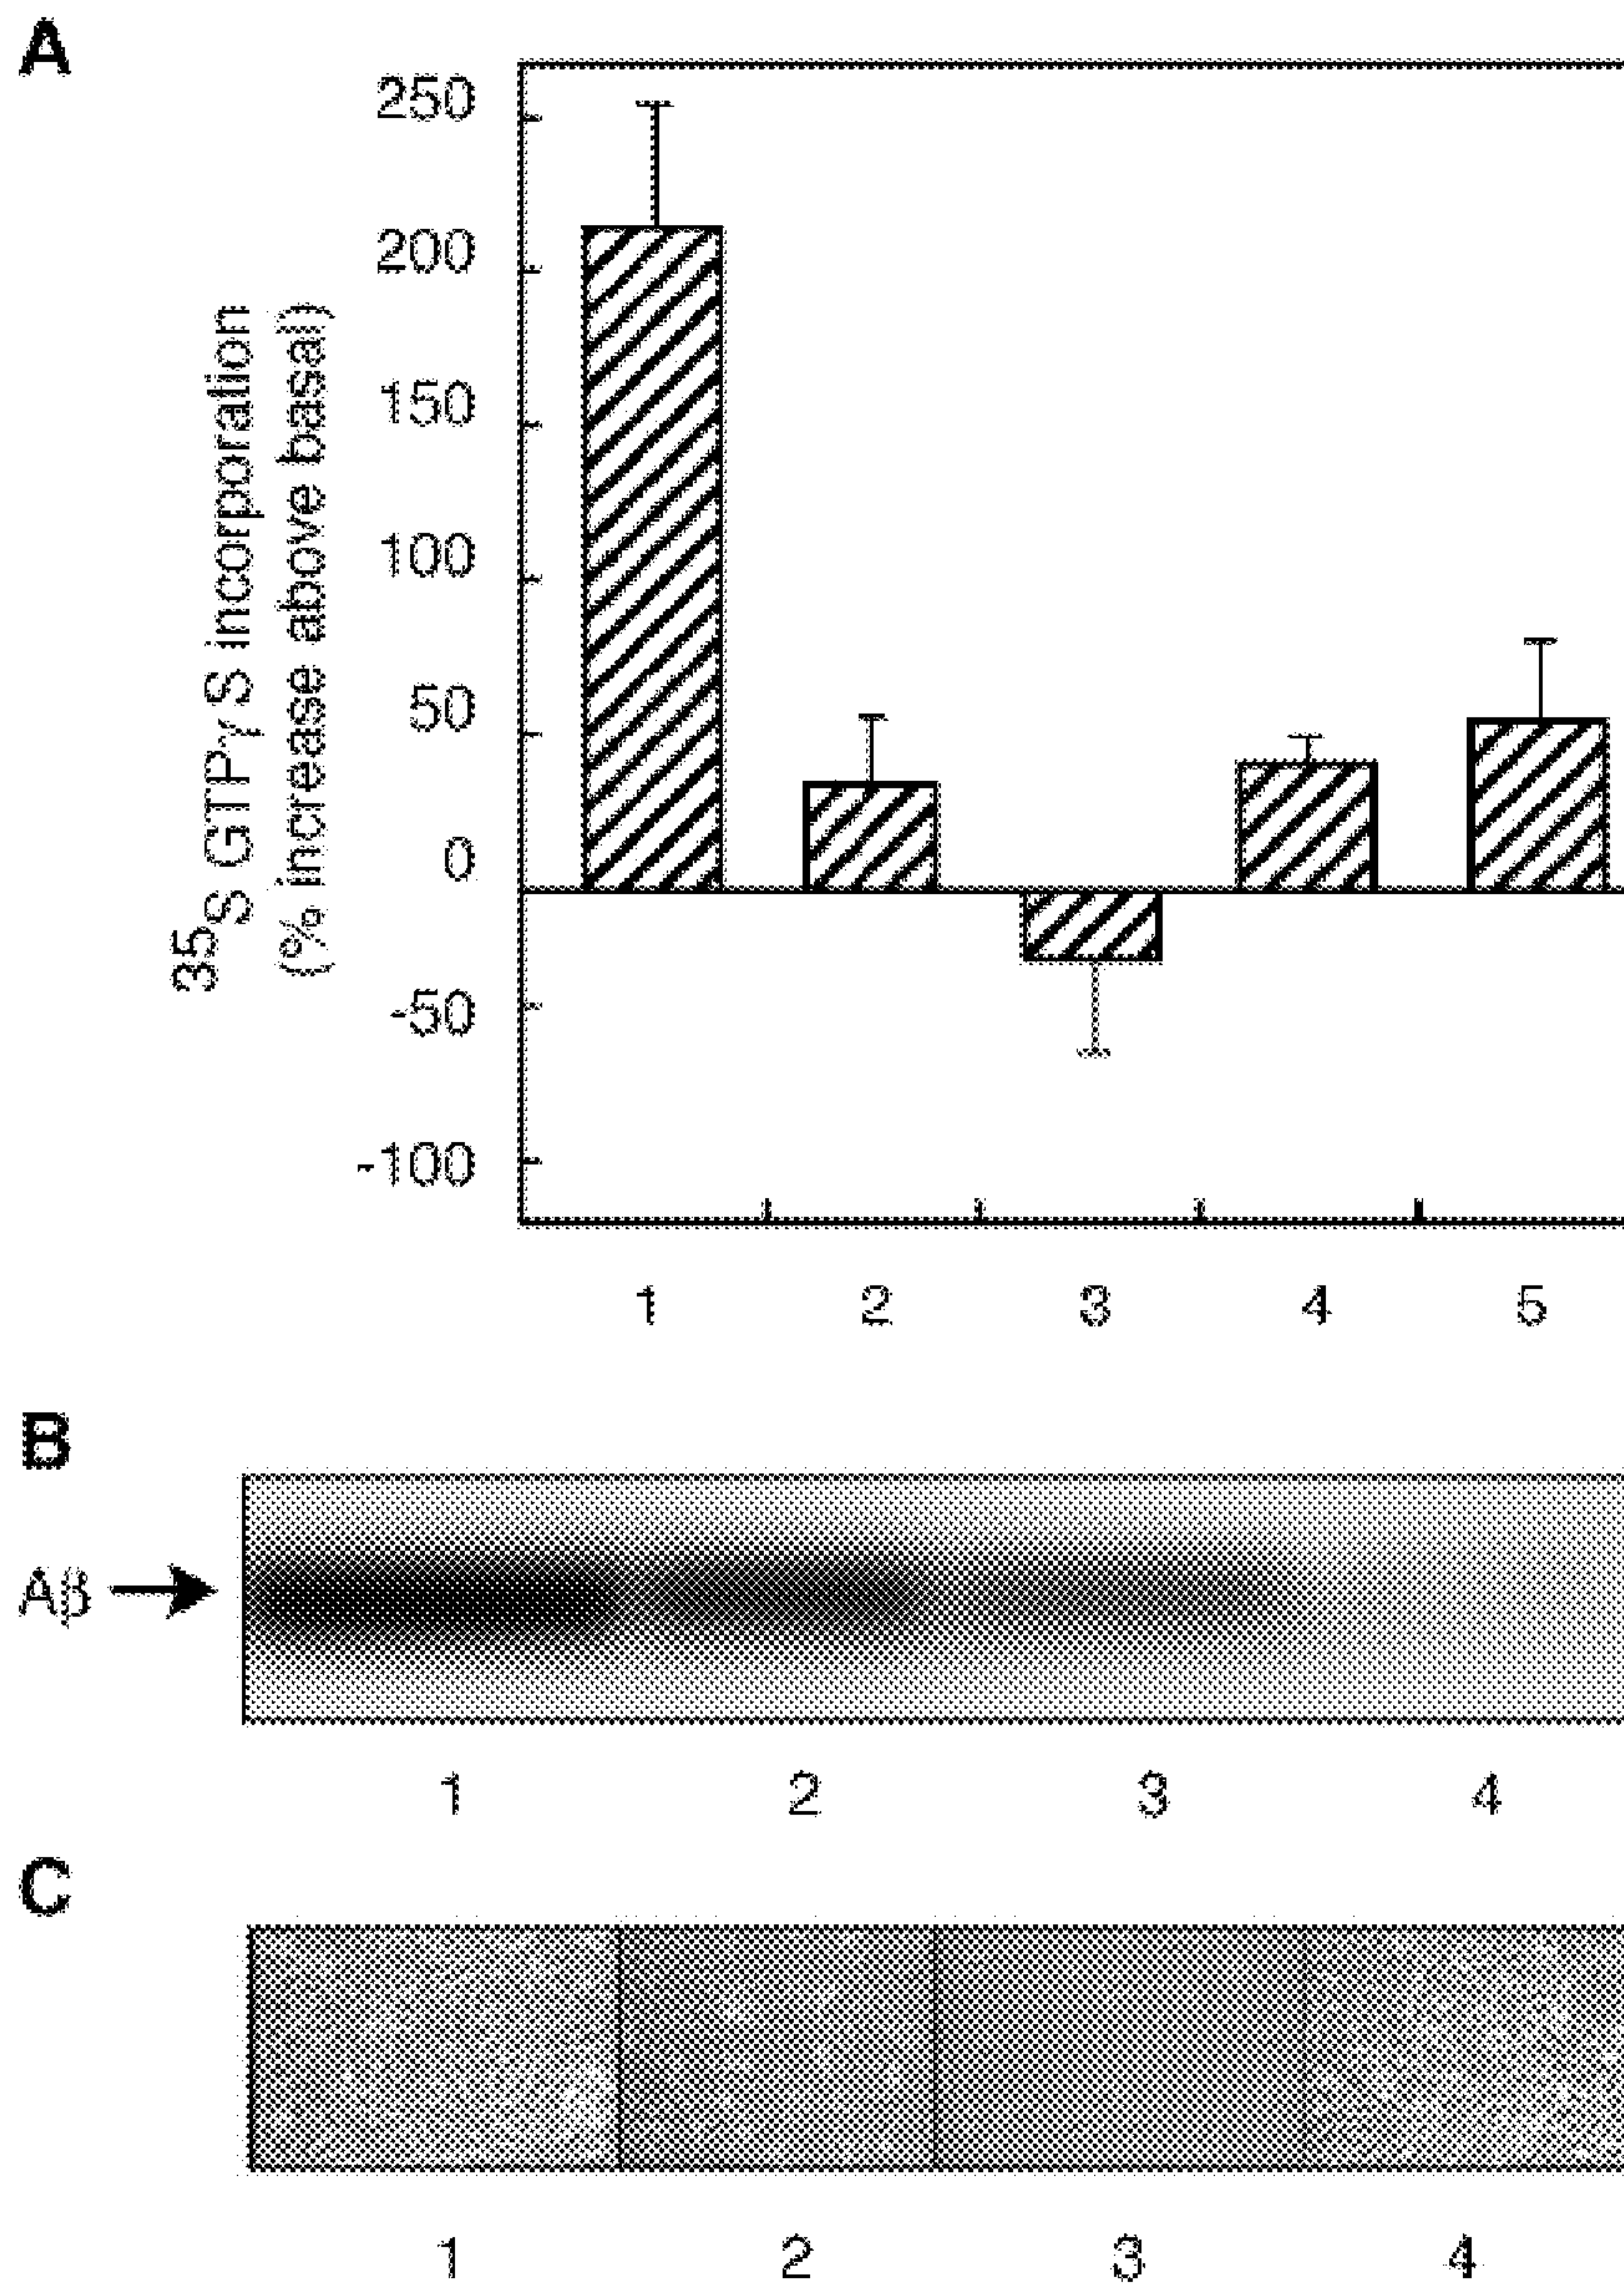 A
250
200
150
100
50
0
-50
-100
35S GTPγ S incorporation
(% increase above basal)
1 2 3 4 5
B
Aβ
1 2 3 4
C
1 2 3 4